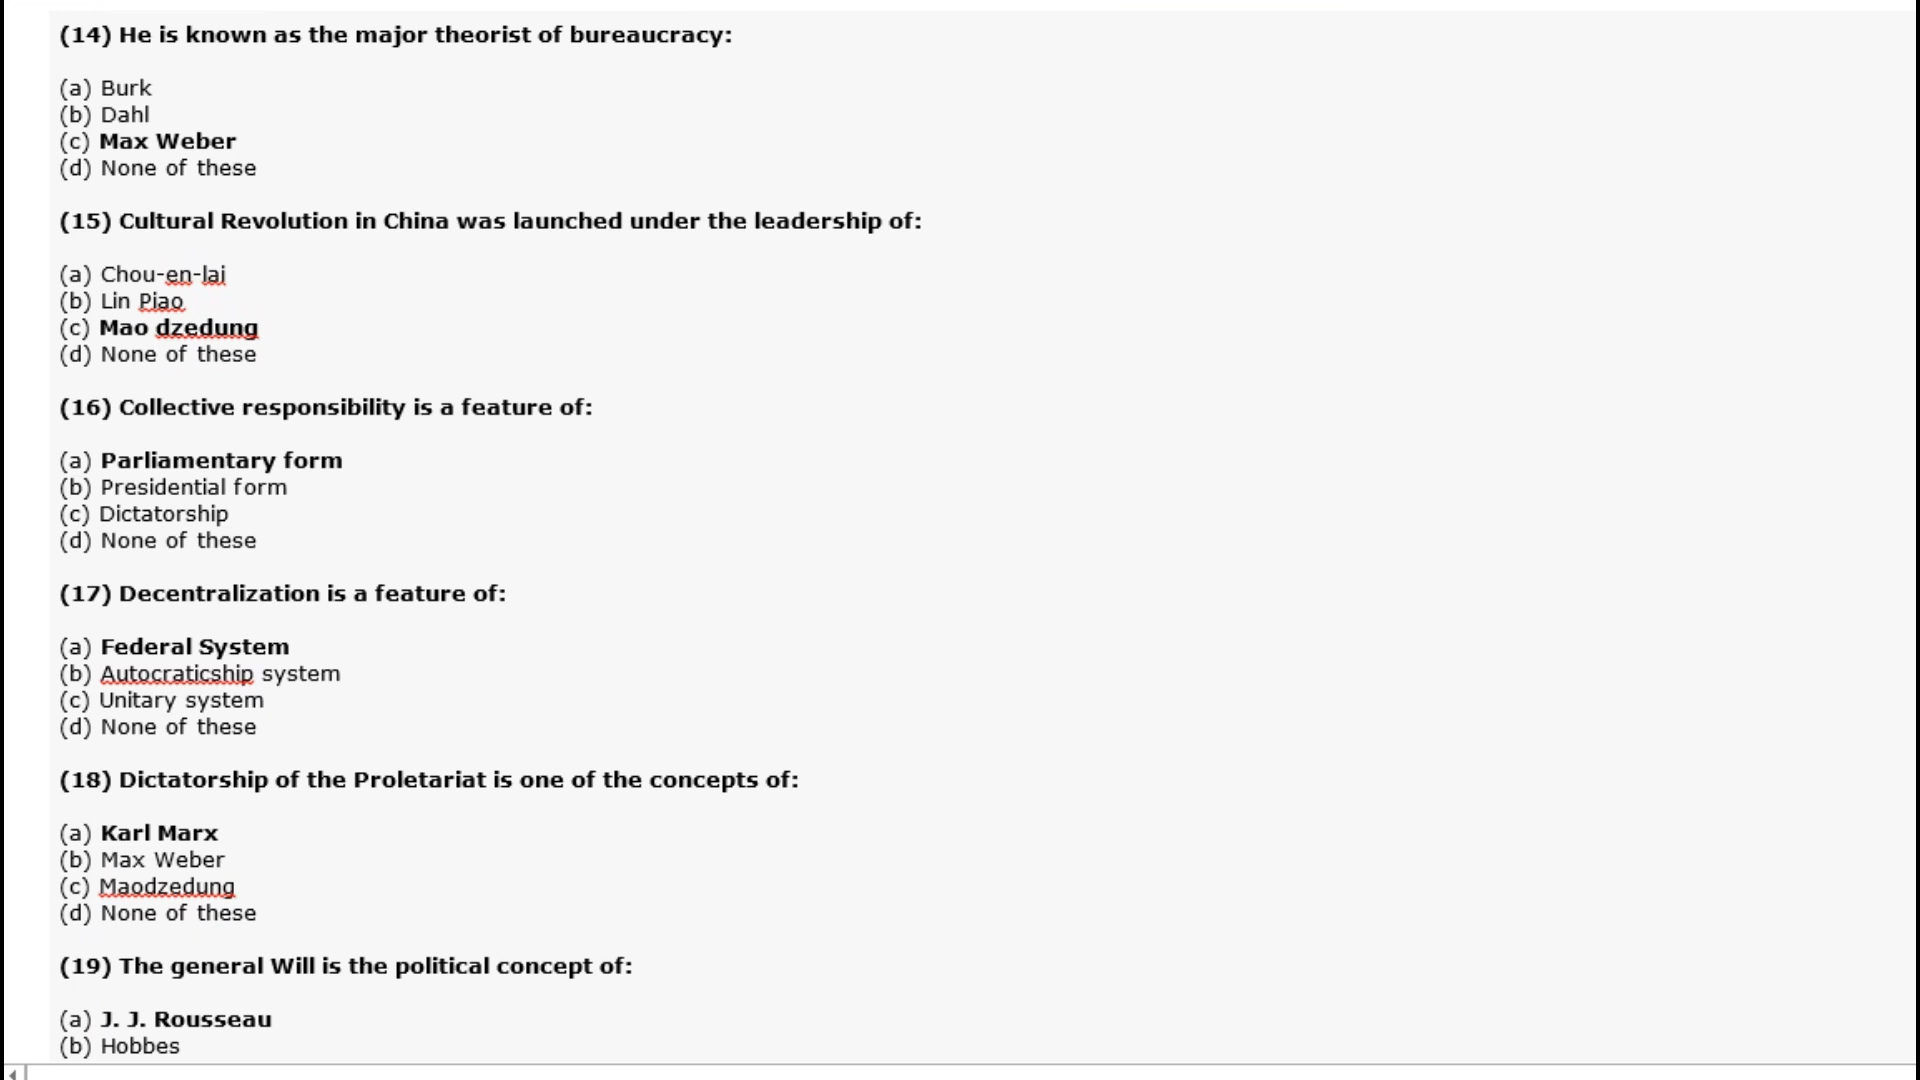 (14) He is known as the major theorist of bureaucracy:
(a) Burk
(b) Dahl
(c) Max Weber
(d) None of these
(15) Cultural Revolution in China was launched under the leadership of:
(a) Chou-en-lai
(b) Lin Piao
(c) Mao dzedung
(d) None of these
(16) Collective responsibility is a feature of:
(a) Parliamentary form
(b) Presidential form
(c) Dictatorship
(d) None of these
(17) Decentralization is a feature of:
(a) Federal System
(b) Autocraticship system
(c) Unitary system
(d) None of these
(18) Dictatorship of the Proletariat is one of the concepts of:
(a) Karl Marx
(b) Max Weber
(c) Maodzedung
(d) None of these
(19) The general Will is the political concept of:
(a) J. J. Rousseau
(b) Hobbes